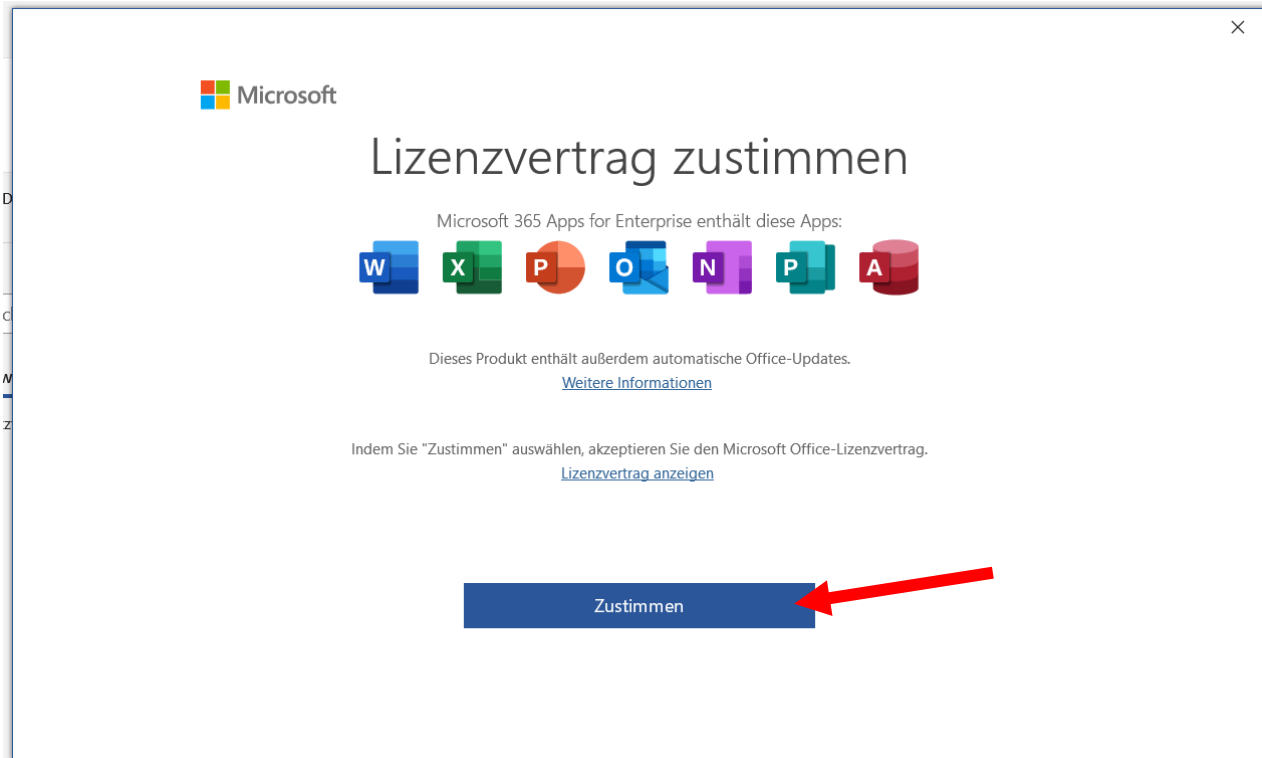 Microsoft
Lizenzvertrag zustimmen
Microsoft 365 Apps for Enterprise enthält diese Apps:
W X P O N P A
Dieses Produkt enthält außerdem automatische Office-Updates.
Weitere Informationen
Indem Sie "Zustimmen" auswählen, akzeptieren Sie den Microsoft Office-Lizenzvertrag.
Lizenzvertrag anzeigen
Zustimmen